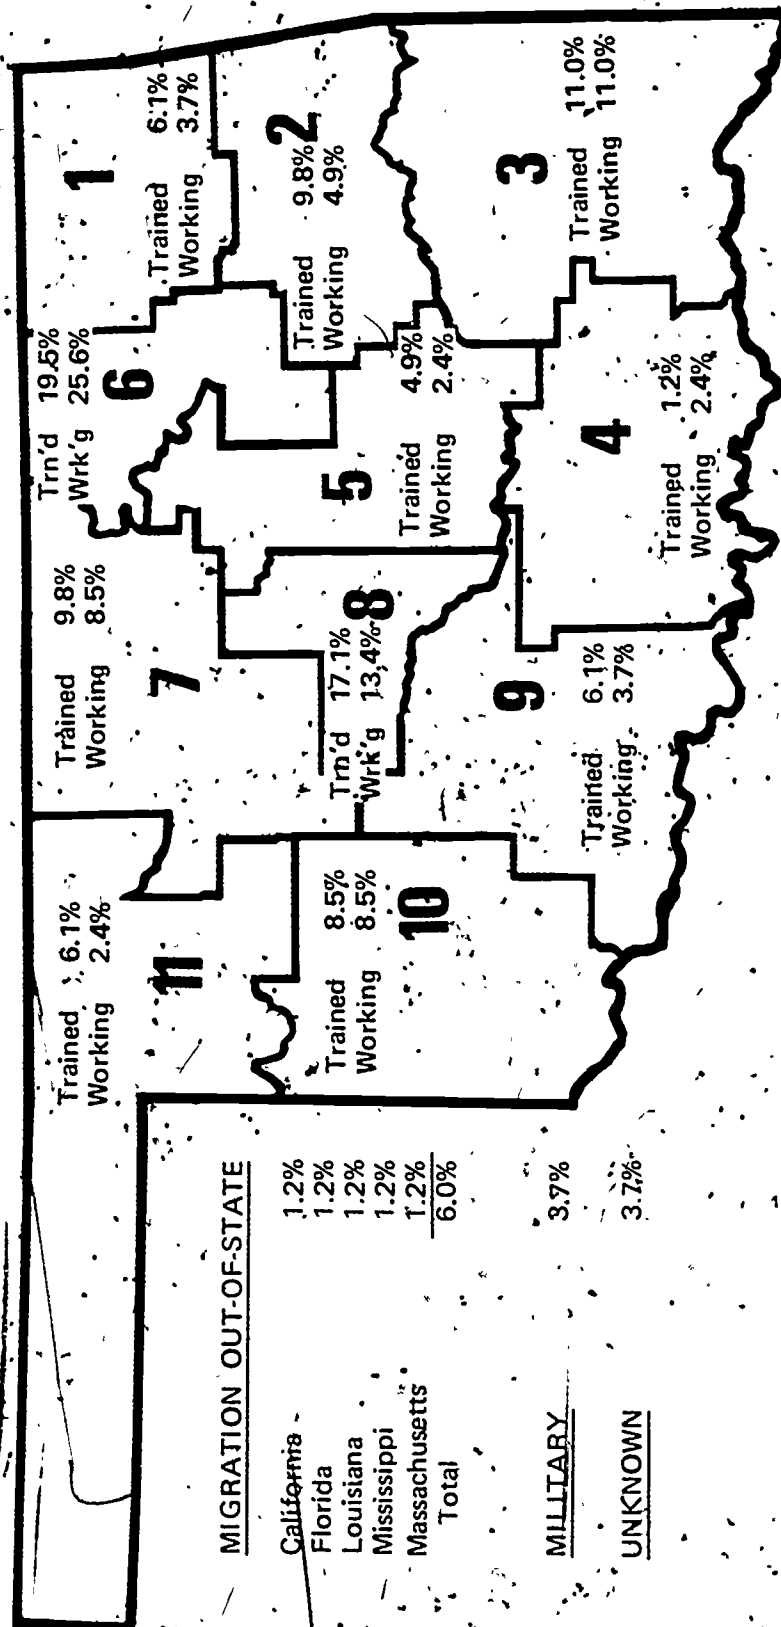 11
Trained 6.1%
Working 2.4%
7
Trained 9.8%
Working 8.5%
6
Trn'd 19.5%
Wrk'g 25.6%
1
Trained 6.1%
Working 3.7%
2
Trained 9.8%
Working 4.9%
10
Trained 8.5%
Working 8.5%
8
Trn'd 17.1%
Wrk'g 13.4%
5
Trained 4.9%
Working 2.4%
9
Trained 6.1%
Working 3.7%
4
Trained 1.2%
Working 2.4%
3
Trained 11.0%
Working 11.0%
MIGRATION OUT-OF-STATE
California 1.2%
Florida 1.2%
Louisiana 1.2%
Mississippi 1.2%
Massachusetts 1.2%
Total 6.0%
MILITARY 3.7%
UNKNOWN 3.7%